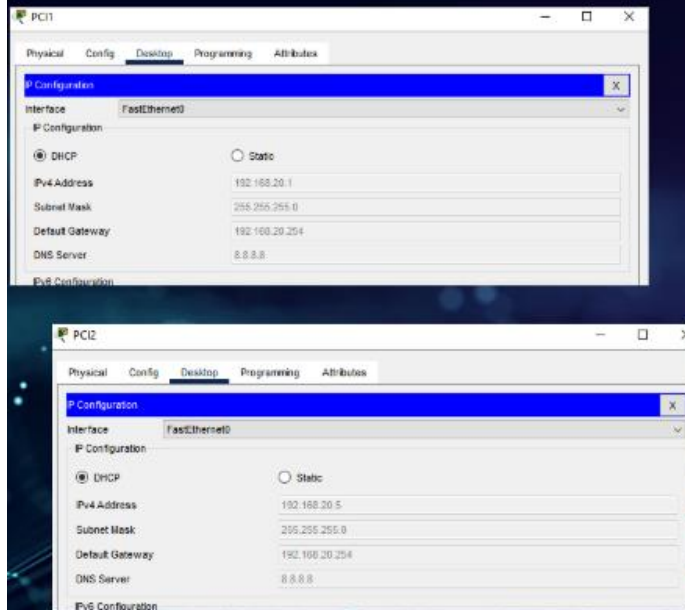 PCI1
Physical Config Desktop Programming Attributes
IP Configuration X
Interface FastEthernet0
IP Configuration
DHCP Static
IPv4 Address 192.168.20.1
Subnet Mask 255.255.255.0
Default Gateway 192.168.20.254
DNS Server 8.8.8.8
IPv6 Configuration
PCI2
Physical Config Desktop Programming Attributes
IP Configuration X
Interface FastEthernet0
IP Configuration
DHCP Static
IPv4 Address 192.168.20.5
Subnet Mask 255.255.255.0
Default Gateway 192.168.20.254
DNS Server 8.8.8.8
IPv6 Configuration